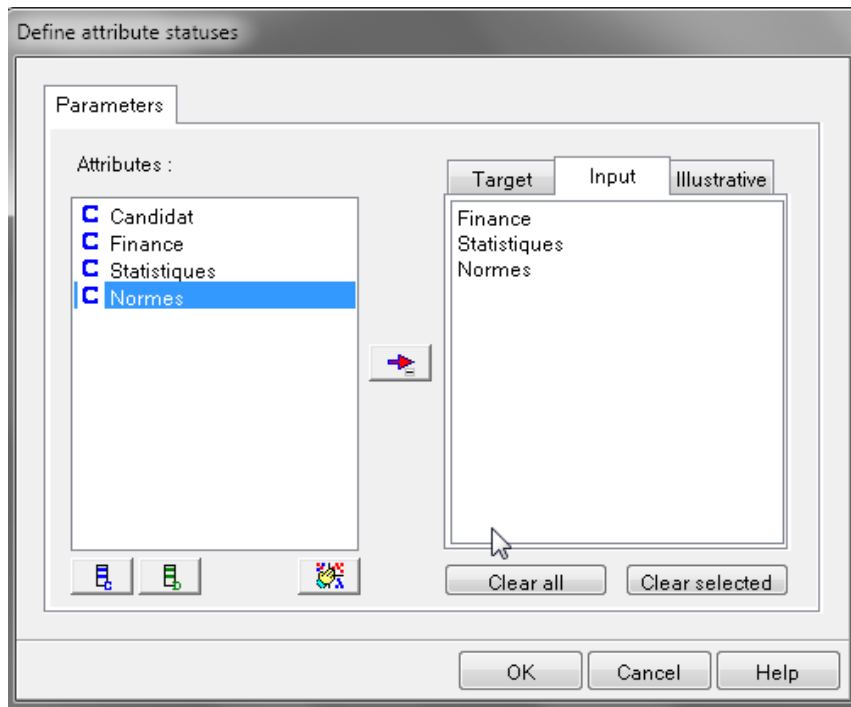 Define attribute statuses
Parameters
Attributes :
C Candidat
C Finance
C Statistiques
C Normes
Target Input Illustrative
Finance
Statistiques
Normes
Clear all Clear selected
OK Cancel Help